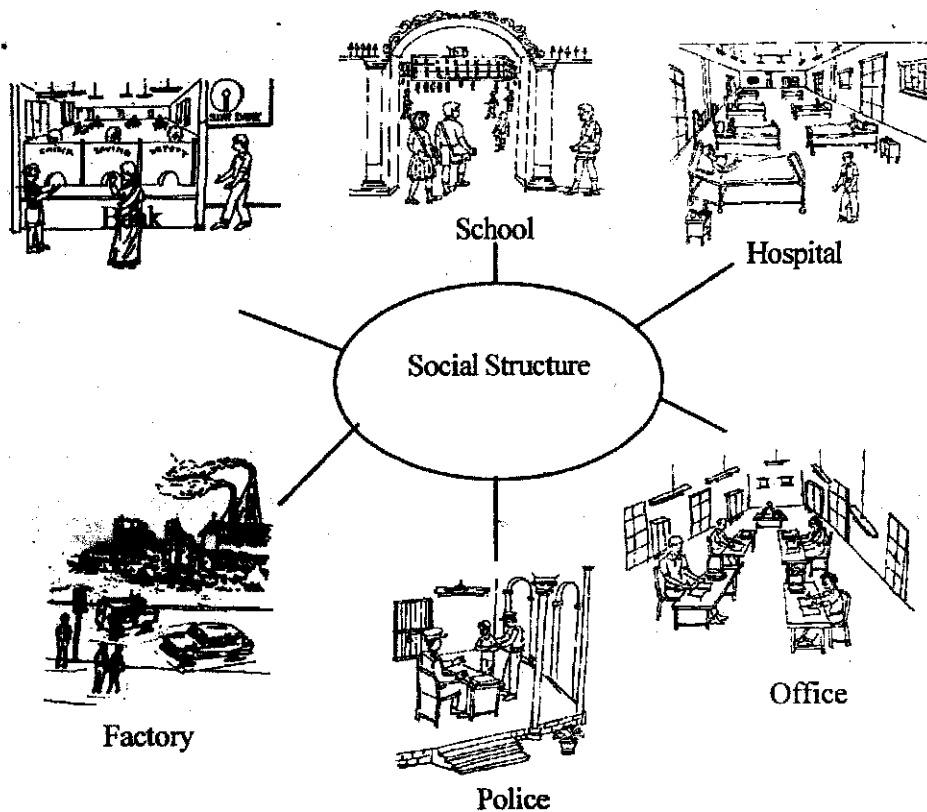 Bank
School
Hospital
Social Structure
Factory
Office
Police